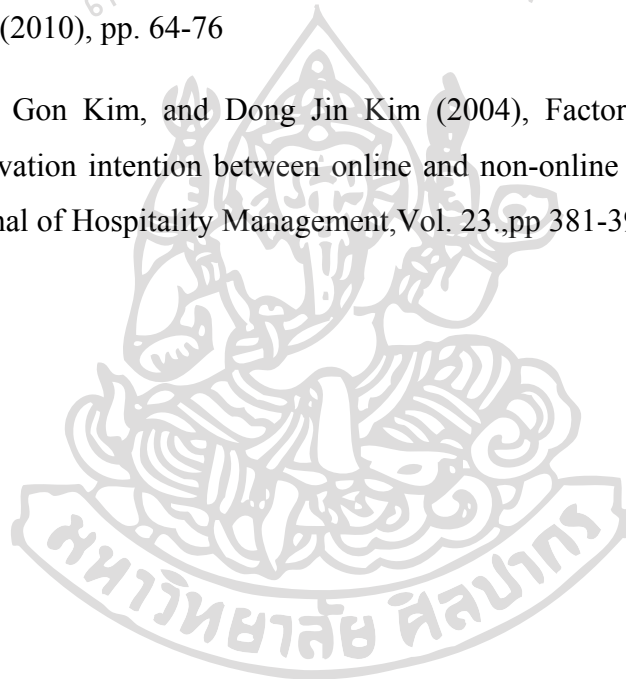 (2010), pp. 64-76
Gon Kim, and Dong Jin Kim (2004), Factor
vation intention between online and non-online
nal of Hospitality Management,Vol. 23.,pp 381-39
มหาวิทยาลัย ศิลปากร